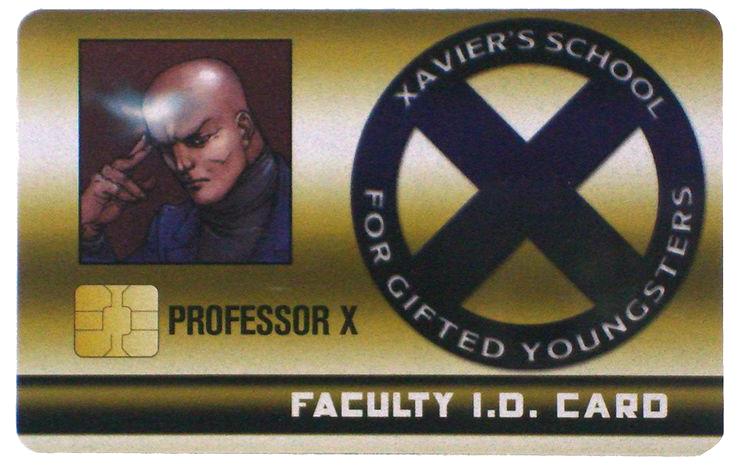 XAVIER'S SCHOOL
FOR GIFTED YOUNGSTERS
PROFESSOR X
FACULTY I.D. CARD